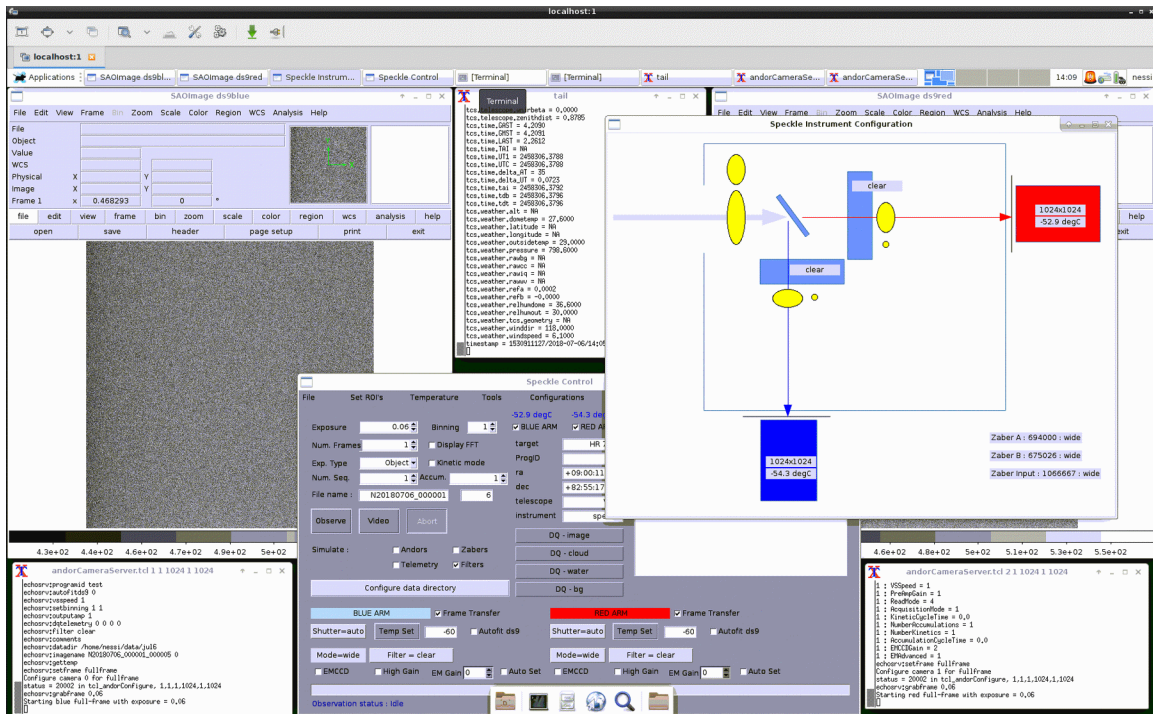 localhost:1
localhost:1
Applications SAOImage ds9bl... SAOImage ds9red Speckle Instrum... Speckle Control [Terminal] [Terminal] tail andorCameraSe... andorCameraSe... 14:09 nessi
SAOImage ds9blue
File Edit View Frame Bin Zoom Scale Color Region WCS Analysis Help
File
Object
Value
WCS
Physical X Y
Image X Y
Frame 1 x 0.468293 0 °
file edit view frame bin zoom scale color region wcs analysis help
open save header page setup print exit
4.3e+02 4.4e+02 4.5e+02 4.6e+02 4.7e+02 4.9e+02 5e+02
tail
Terminal
tcs.telescope.zenithdist = 0.8785
tcs.time.GAST = 4.2090
tcs.time.GMST = 4.2091
tcs.time.LAST = 2.2612
tcs.time.TAI = NA
tcs.time.UT1 = 2458306.3788
tcs.time.UTC = 2458306.3788
tcs.time.delta_AT = 35
tcs.time.delta_UT = 0.0723
tcs.time.tai = 2458306.3792
tcs.time.tdb = 2458306.3796
tcs.time.tdt = 2458306.3796
tcs.weather.alt = NA
tcs.weather.dometemp = 27.6000
tcs.weather.latitude = NA
tcs.weather.longitude = NA
tcs.weather.outsidetemp = 29.0000
tcs.weather.pressure = 798.6000
tcs.weather.rawbg = NA
tcs.weather.rawcc = NA
tcs.weather.rawiq = NA
tcs.weather.rawwv = NA
tcs.weather.refa = 0.0002
tcs.weather.refb = -0.0000
tcs.weather.relhumdome = 36.6000
tcs.weather.relhumout = 30.0000
tcs.weather.tcs.geometry = NA
tcs.weather.winddir = 118.0000
tcs.weather.windspeed = 6.1000
timestamp = 1530911127/2018-07-06/14:05
SAOImage ds9red
File Edit View Frame Bin Zoom Scale Color Region WCS Analysis Help
help
exit
4.6e+02 4.8e+02 4.9e+02 5.1e+02 5.2e+02 5.3e+02 5.5e+02
Speckle Instrument Configuration
clear
1024x1024
-52.9 degC
clear
1024x1024
-54.3 degC
Zaber A : 694000 : wide
Zaber B : 675026 : wide
Zaber Input : 1066667 : wide
Speckle Control
File Set ROI's Temperature Tools Configurations
-52.9 degC -54.3 deg
Exposure 0.06 Binning 1 BLUE ARM RED A
Num. Frames 1 Display FFT target HR 7
Exp. Type Object Kinetic mode ProgID
Num. Seq. 1 Accum. 1 ra +09:00:11
File name : N20180706_000001 6 dec +82:55:17
telescope
instrument spe
Observe Video Abort
DQ - image
Simulate : Andors Zabers DQ - cloud
Telemetry Filters DQ - water
Configure data directory DQ - bg
BLUE ARM Frame Transfer RED ARM Frame Transfer
Shutter=auto Temp Set -60 Autofit ds9 Shutter=auto Temp Set -60 Autofit ds9
Mode=wide Filter = clear Mode=wide Filter = clear
EMCCD High Gain EM Gain 0 Auto Set EMCCD High Gain EM Gain 0 Auto Set
Observation status : Idle
andorCameraServer.tcl 1 1 1024 1 1024
echosrv:programid test
echosrv:autofitds9 0
echosrv:vsspeed 1
echosrv:setbinning 1 1
echosrv:outputamp 1
echosrv:dqtelemetry 0 0 0 0
echosrv:filter clear
echosrv:comments
echosrv:datadir /home/nessi/data/jul6
echosrv:imagename N20180706_000001_000005 0
echosrv:gettemp
echosrv:setframe fullframe
Configure camera 0 for fullframe
status = 20002 in tcl_andorConfigure, 1,1,1,1024,1,1024
echosrv:grabframe 0.06
Starting blue full-frame with exposure = 0.06
andorCameraServer.tcl 2 1 1024 1 1024
1 : VSSpeed = 1
1 : PreAmpGain = 1
1 : ReadMode = 4
1 : AcquisitionMode = 1
1 : KineticCycleTime = 0.0
1 : NumberAccumulations = 1
1 : NumberKinetics = 1
1 : AccumulationCycleTime = 0.0
1 : EMCCDGain = 2
1 : EMAdvanced = 1
echosrv:setframe fullframe
Configure camera 1 for fullframe
status = 20002 in tcl_andorConfigure, 1,1,1,1024,1,1024
echosrv:grabframe 0.06
Starting red full-frame with exposure = 0.06